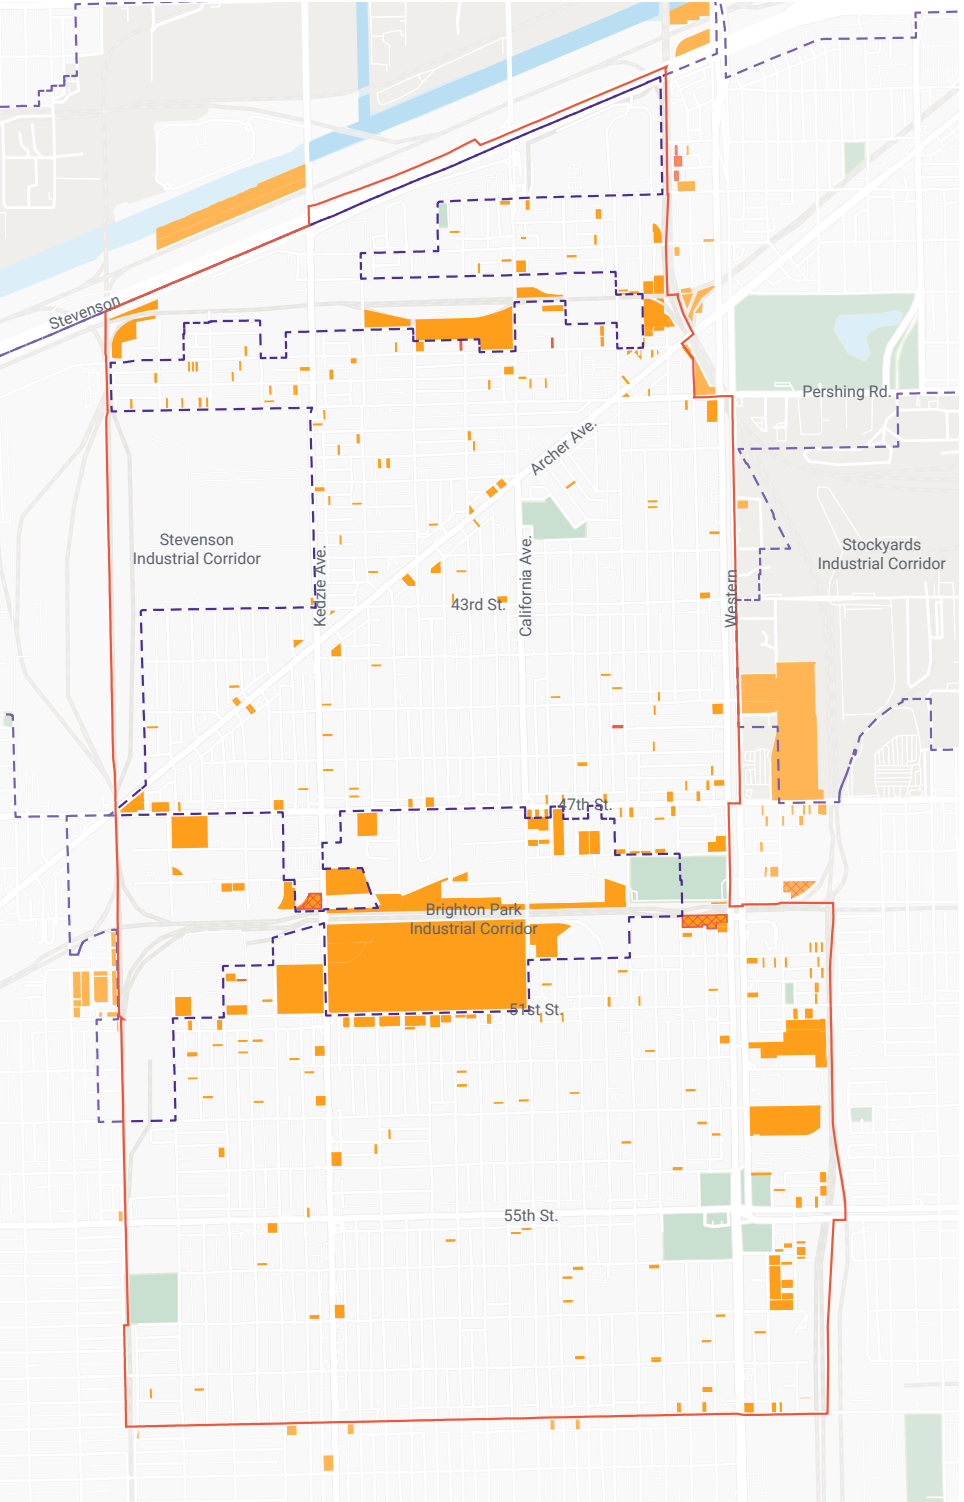 Stevenson
Pershing Rd.
Archer Ave.
Stevenson
Industrial Corridor
Kedzie Ave.
California Ave.
Stockyards
Industrial Corridor
43rd St.
Western
47th St.
Brighton Park
Industrial Corridor
51st St.
55th St.